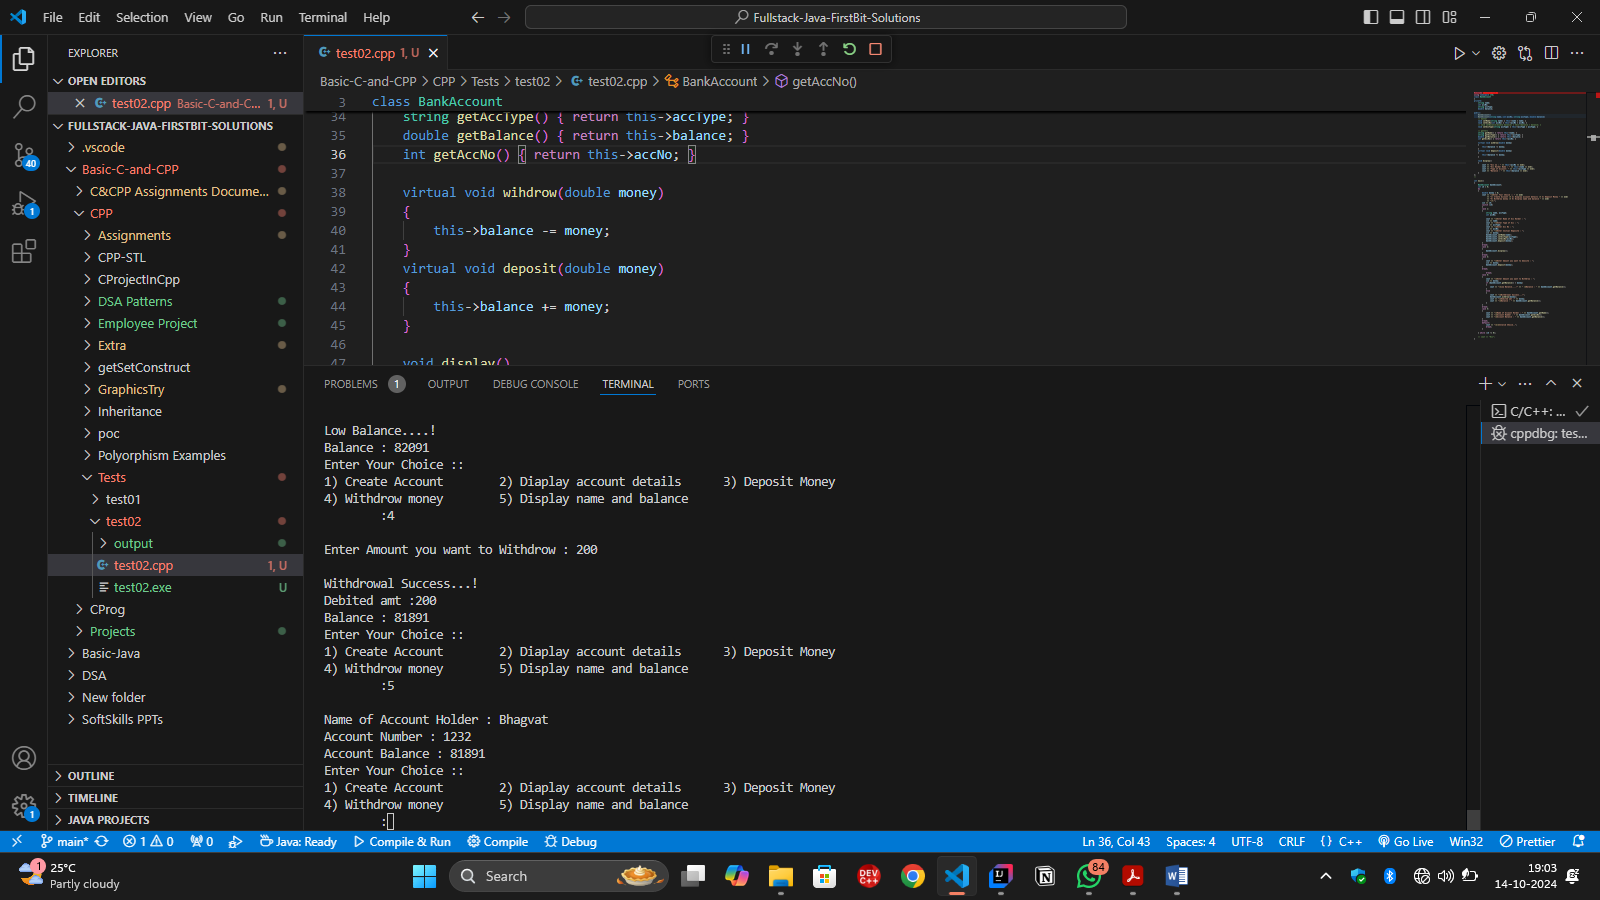 File Edit Selection View Go Run Terminal Help
Fullstack-Java-FirstBit-Solutions
EXPLORER
OPEN EDITORS
test02.cpp Basic-C-and-C... 1, U
FULLSTACK-JAVA-FIRSTBIT-SOLUTIONS
.vscode
Basic-C-and-CPP
C&CPP Assignments Docume...
CPP
Assignments
CPP-STL
CProjectInCpp
DSA Patterns
Employee Project
Extra
getSetConstruct
GraphicsTry
Inheritance
poc
Polyorphism Examples
Tests
test01
test02
output
test02.cpp 1, U
test02.exe U
CProg
Projects
Basic-Java
DSA
New folder
SoftSkills PPTs
OUTLINE
TIMELINE
JAVA PROJECTS
40
1
1
test02.cpp 1, U
Basic-C-and-CPP > CPP > Tests > test02 > test02.cpp > BankAccount > getAccNo()
3 class BankAccount
34 string getAccType() { return this->accType; }
35 double getBalance() { return this->balance; }
36 int getAccNo() { return this->accNo; }
37
38 virtual void wihdrow(double money)
39 {
40 this->balance -= money;
41 }
42 virtual void deposit(double money)
43 {
44 this->balance += money;
45 }
46
47 void display()
PROBLEMS 1 OUTPUT DEBUG CONSOLE TERMINAL PORTS
C/C++: ...
cppdbg: tes...
Low Balance....!
Balance : 82091
Enter Your Choice ::
1) Create Account 2) Diaplay account details 3) Deposit Money
4) Withdrow money 5) Display name and balance
:4
Enter Amount you want to Withdrow : 200
Withdrowal Success...!
Debited amt :200
Balance : 81891
Enter Your Choice ::
1) Create Account 2) Diaplay account details 3) Deposit Money
4) Withdrow money 5) Display name and balance
:5
Name of Account Holder : Bhagvat
Account Number : 1232
Account Balance : 81891
Enter Your Choice ::
1) Create Account 2) Diaplay account details 3) Deposit Money
4) Withdrow money 5) Display name and balance
:
main* 1 0 0 Java: Ready Compile & Run Compile Debug Ln 36, Col 43 Spaces: 4 UTF-8 CRLF {} C++ Go Live Win32 Prettier
1
25°C
Partly cloudy
Search
DEV C++
84
19:03
14-10-2024